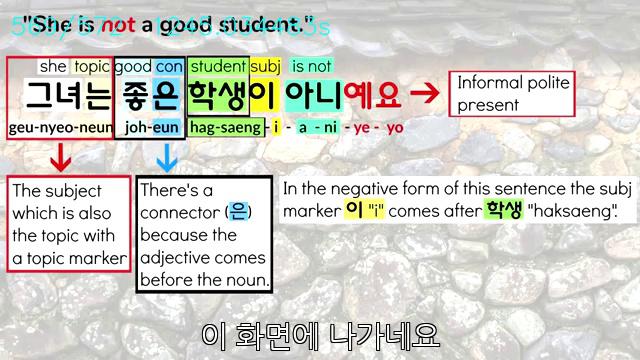 "She is not a good student."
she topic good con student subj is not
그녀는 좋은 학생이 아니예요 → Informal polite present
geu-nyeo-neun joh-eun hag-saeng-i - a - ni - ye - yo
The subject
which is also
the topic with
a topic marker
There's a
connector (은)
because the
adjective comes
before the noun.
In the negative form of this sentence the subj
marker 이 "i" comes after 학생 "haksaeng".
이 화면에 나가네요